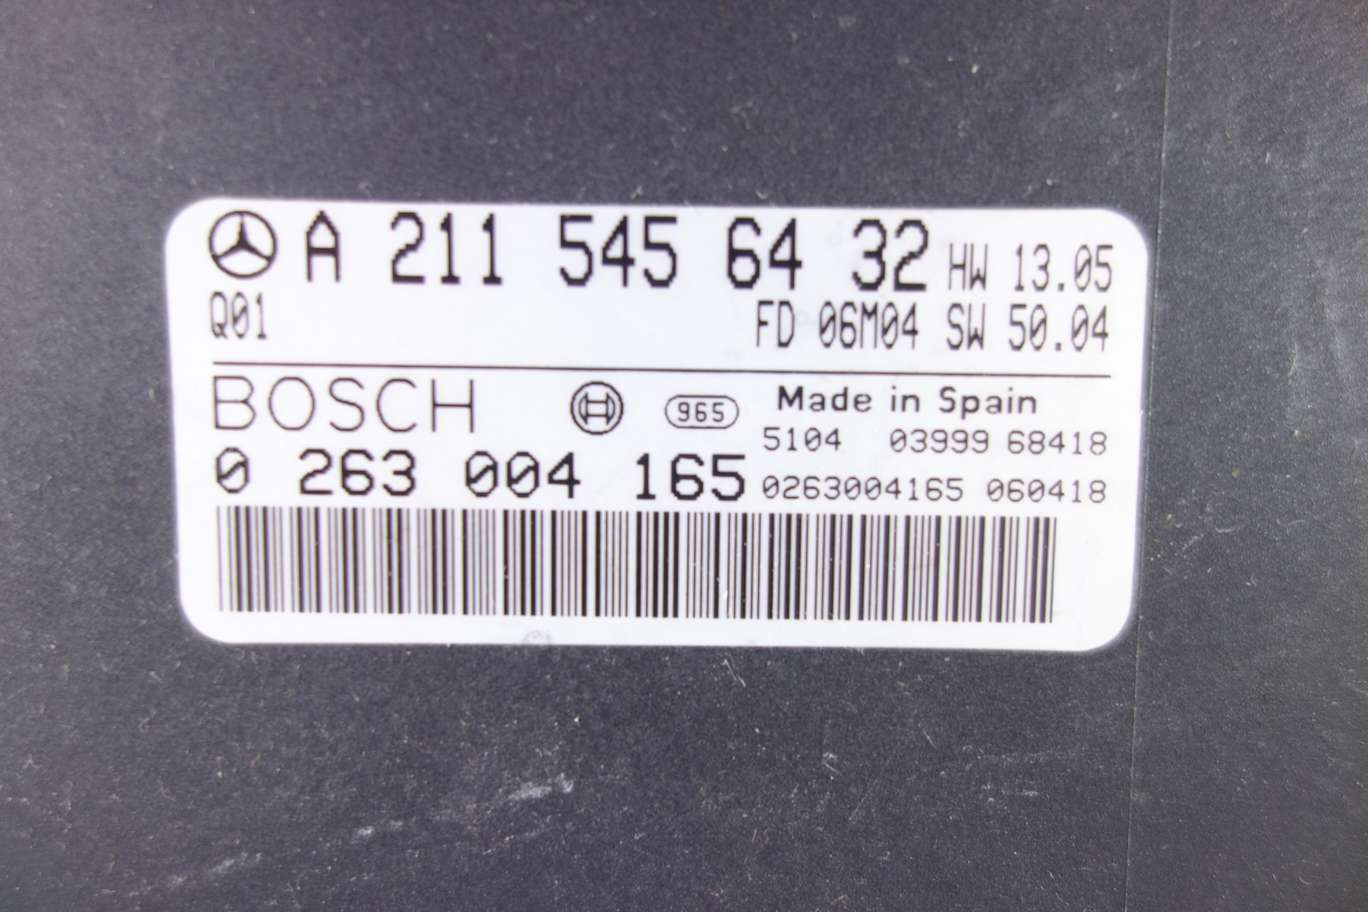 A 211 545 64 32 HW 13.05
Q01 FD 06M04 SW 50.04
BOSCH 965 Made in Spain
5104 03999 68418
0 263 004 165 0263004165 060418